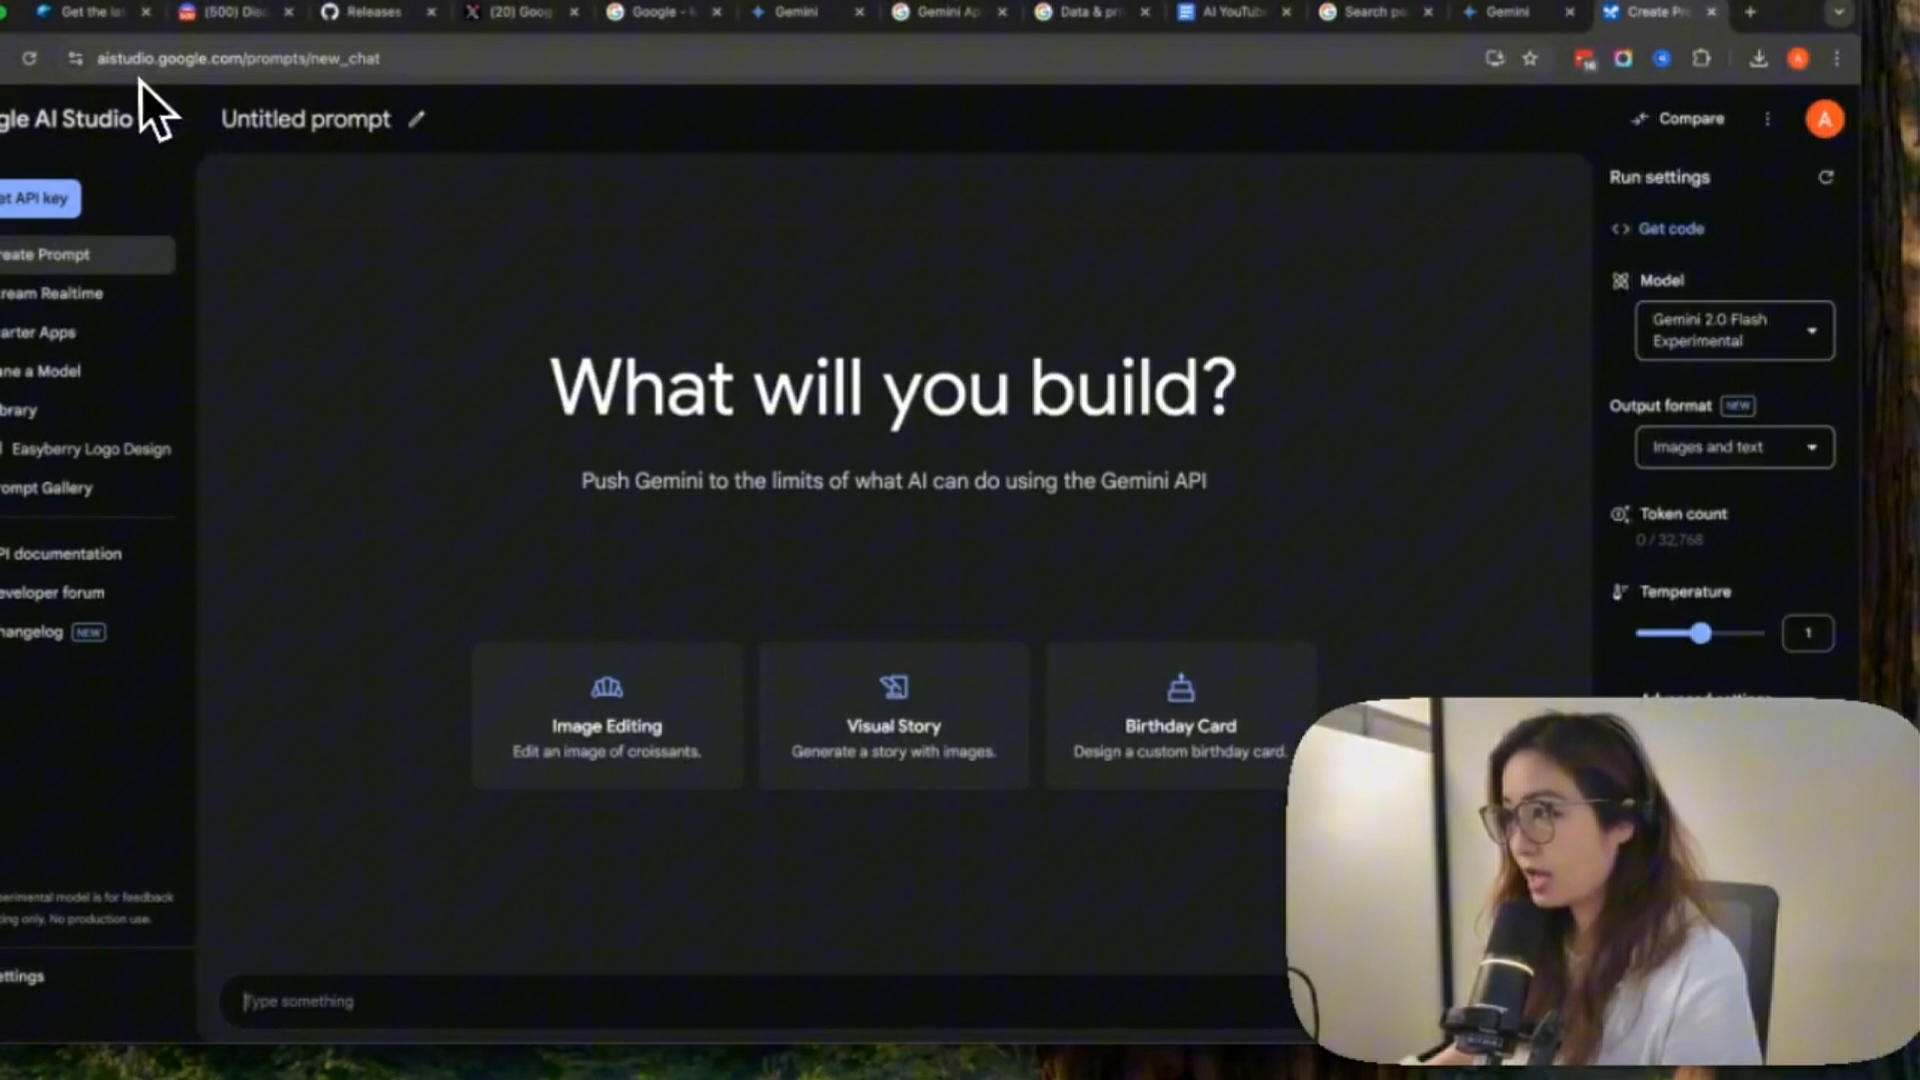 Get the la
(500) Dis
Releases
(20) Goog
Google -
Gemini
Gemini Ap
Data & pri
AI YouTub
Search po
Gemini
Create Pr
aistudio.google.com/prompts/new_chat
gle AI Studio
Untitled prompt
Compare
A
et API key
Run settings
Get code
reate Prompt
ream Realtime
arter Apps
ne a Model
brary
Easyberry Logo Design
ompt Gallery
PI documentation
eveloper forum
hangelog NEW
Model
Gemini 2.0 Flash
Experimental
Output format NEW
Images and text
Token count
0 / 32,768
Temperature
1
What will you build?
Push Gemini to the limits of what AI can do using the Gemini API
Image Editing
Edit an image of croissants.
Visual Story
Generate a story with images.
Birthday Card
Design a custom birthday card.
perimental model is for feedback
ting only. No production use.
ettings
Type something